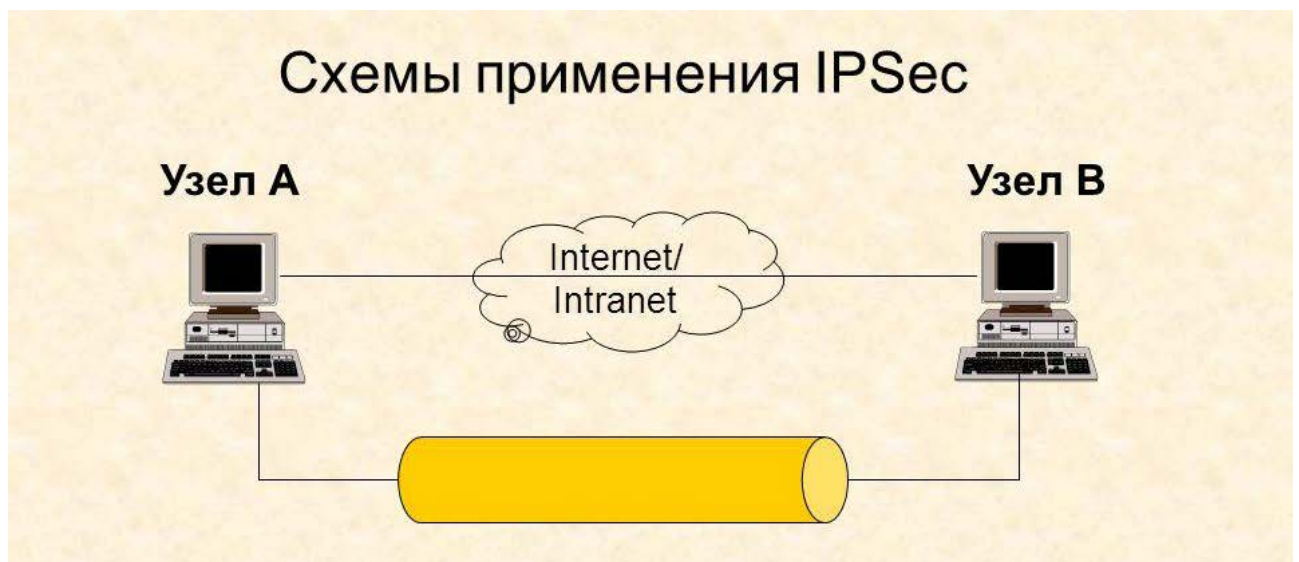 Схемы применения IPSec
Узел A
Узел B
Internet/
Intranet